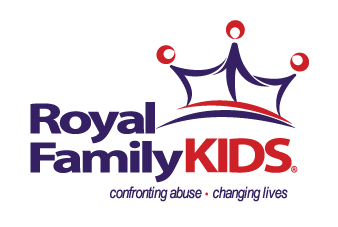 Royal
FamilyKIDS®
confronting abuse • changing lives